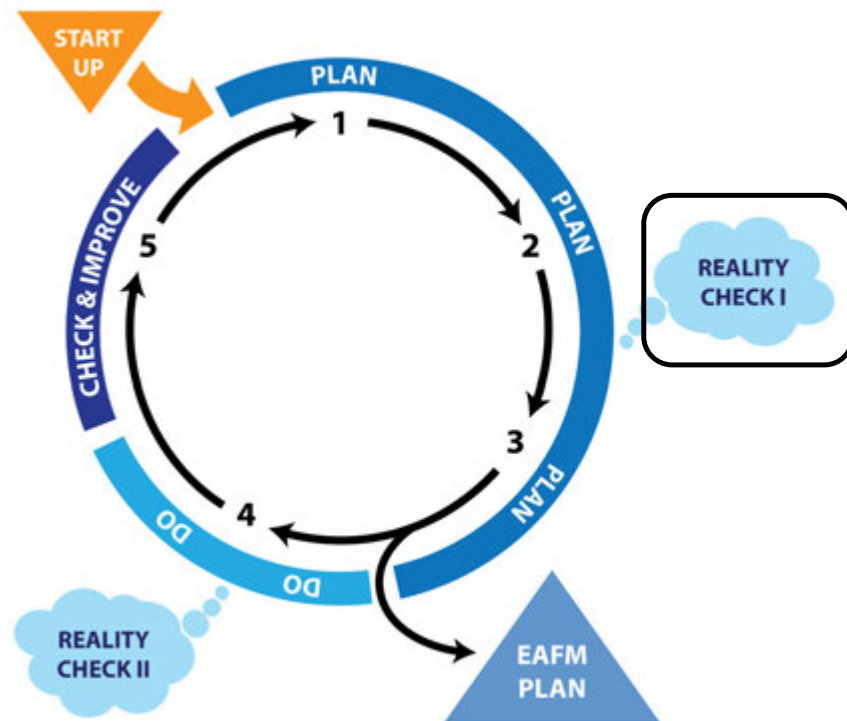 START
UP
PLAN
1
PLAN
2
REALITY
CHECK I
3
PLAN
EAFM
PLAN
4
DO
DO
REALITY
CHECK II
5
CHECK & IMPROVE